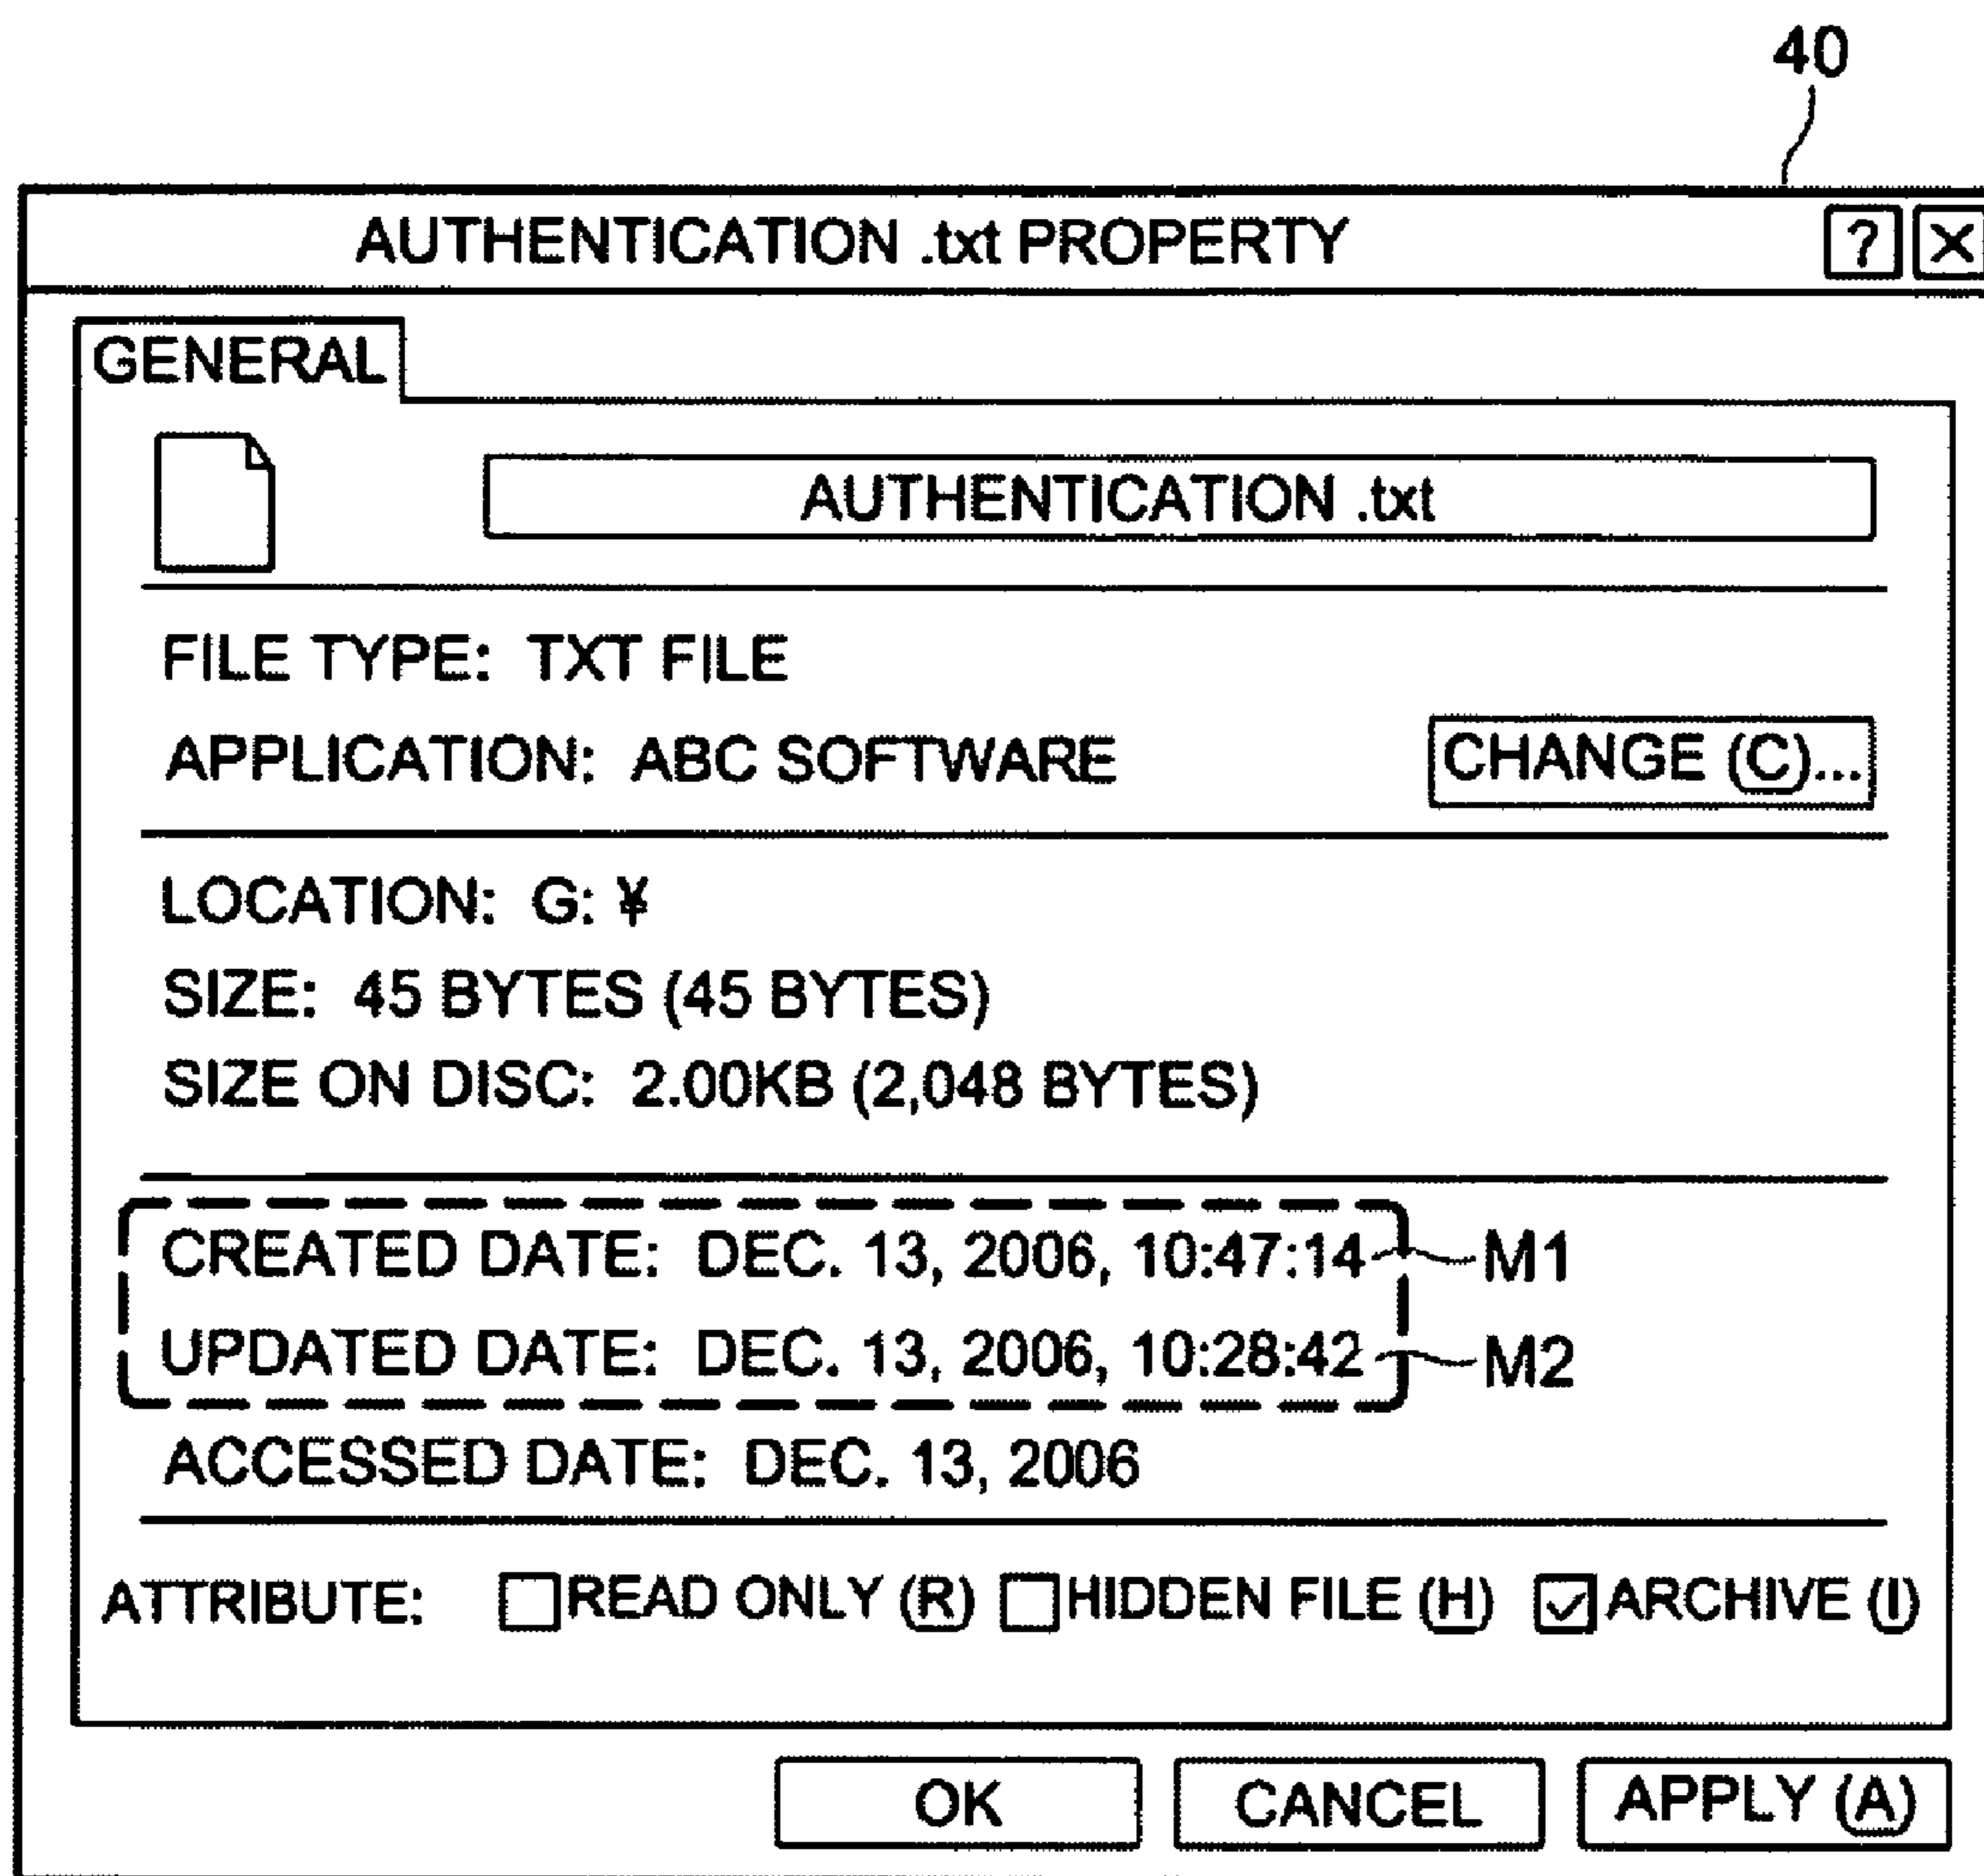 40
AUTHENTICATION .txt PROPERTY ? X
GENERAL
AUTHENTICATION .txt
FILE TYPE: TXT FILE
APPLICATION: ABC SOFTWARE CHANGE (C)...
LOCATION: G: ¥
SIZE: 45 BYTES (45 BYTES)
SIZE ON DISC: 2.00KB (2,048 BYTES)
CREATED DATE: DEC. 13, 2006, 10:47:14 M1
UPDATED DATE: DEC. 13, 2006, 10:28:42 M2
ACCESSED DATE: DEC. 13, 2006
ATTRIBUTE: READ ONLY (R) HIDDEN FILE (H) ARCHIVE (I)
OK CANCEL APPLY (A)